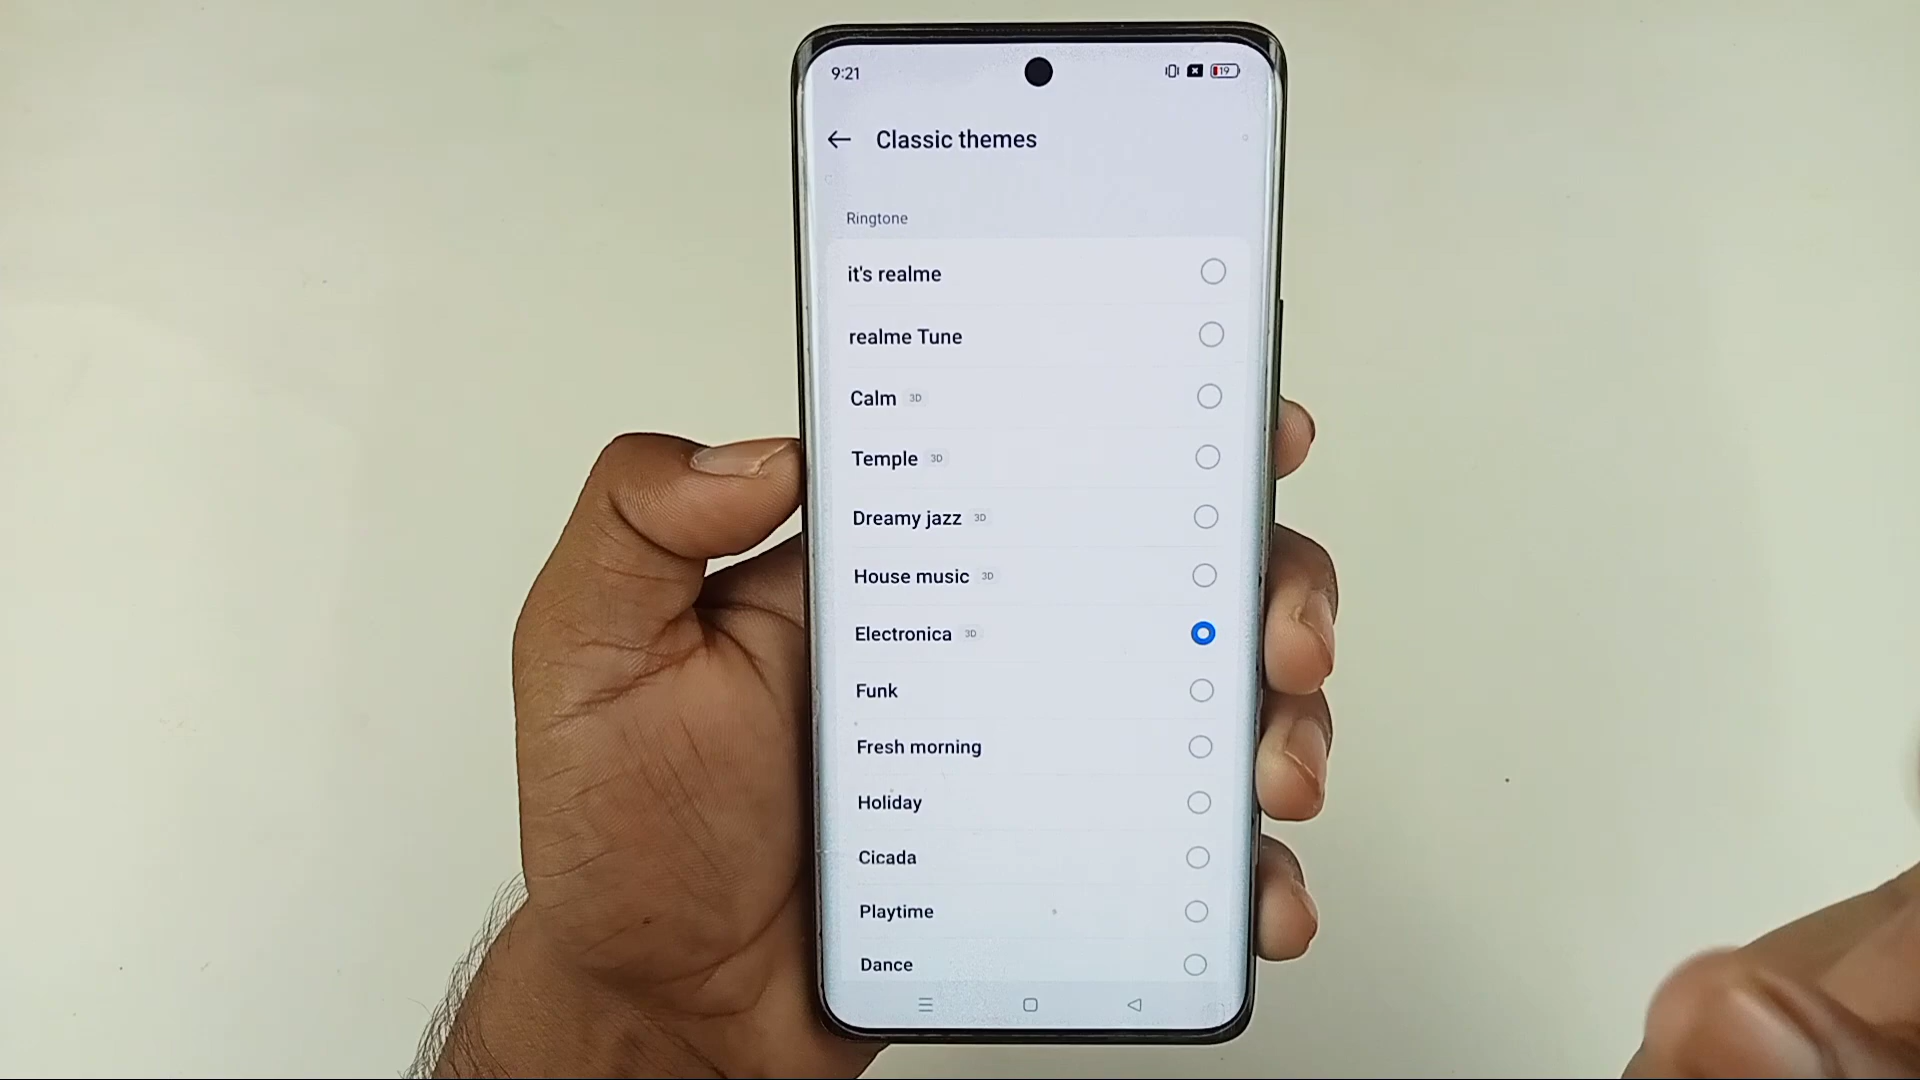 9:21
19
Classic themes
Ringtone
it's realme
realme Tune
Calm 3D
Temple 3D
Dreamy jazz 3D
House music 3D
Electronica 3D
Funk
Fresh morning
Holiday
Cicada
Playtime
Dance